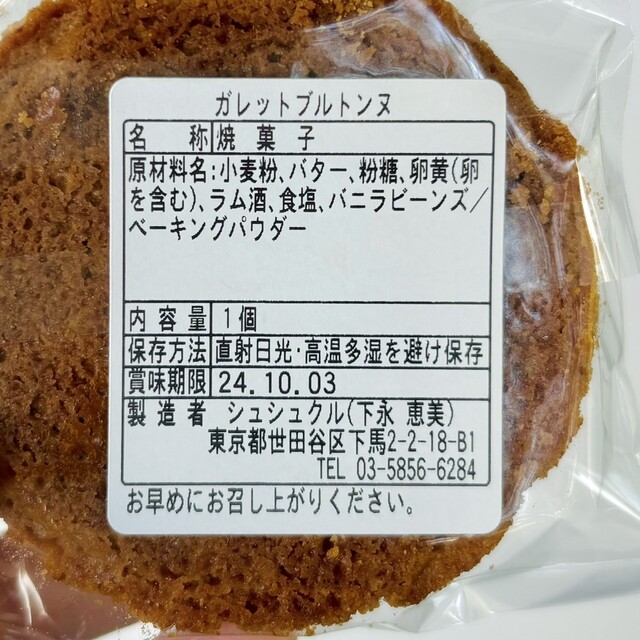 ガレットブルトンヌ
名称 焼菓子
原材料名:小麦粉、バター、粉糖、卵黄(卵
を含む)、ラム酒、食塩、バニラビーンズ/
ベーキングパウダー
内容量 1個
保存方法 直射日光・高温多湿を避け保存
賞味期限 24.10.03
製造者 シュシュクル(下永 恵美)
東京都世田谷区下馬2-2-18-B1
TEL 03-5856-6284
お早めにお召し上がりください。